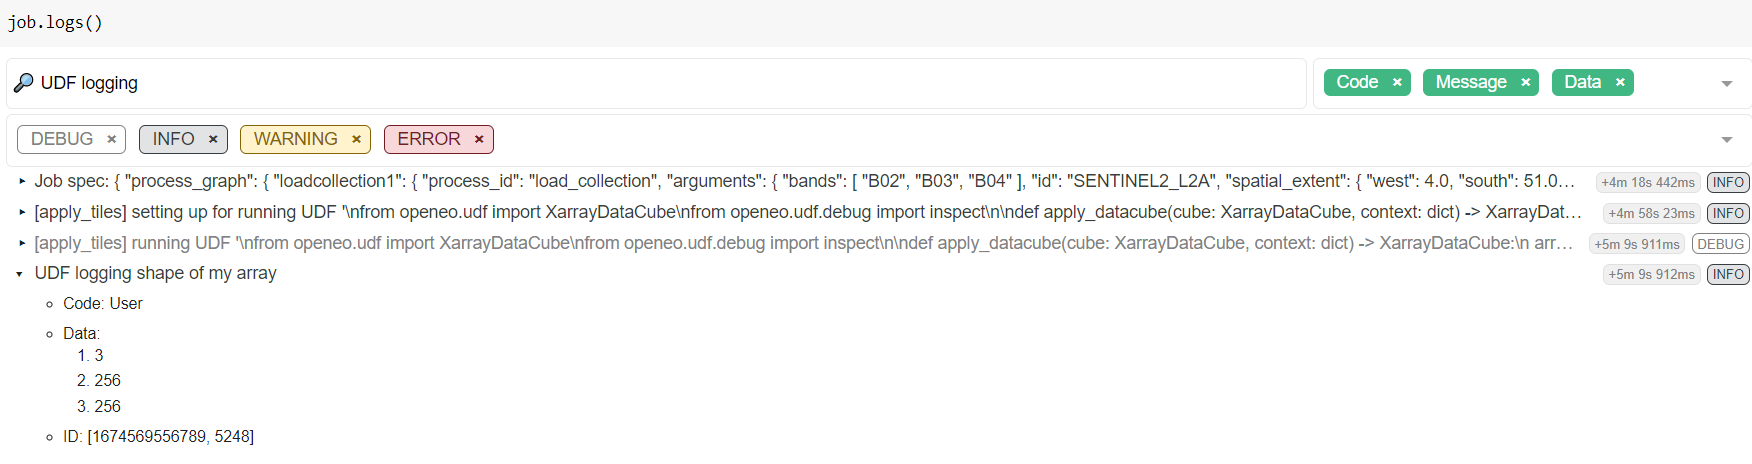 job.logs()
UDF logging
Code × Message × Data ×
DEBUG × INFO × WARNING × ERROR ×
Job spec: { "process_graph": { "loadcollection1": { "process_id": "load_collection", "arguments": { "bands": [ "B02", "B03", "B04" ], "id": "SENTINEL2_L2A", "spatial_extent": { "west": 4.0, "south": 51.0… +4m 18s 442ms INFO
[apply_tiles] setting up for running UDF '\nfrom openeo.udf import XarrayDataCube\nfrom openeo.udf.debug import inspect\n\ndef apply_datacube(cube: XarrayDataCube, context: dict) -> XarrayDat… +4m 58s 23ms INFO
[apply_tiles] running UDF '\nfrom openeo.udf import XarrayDataCube\nfrom openeo.udf.debug import inspect\n\ndef apply_datacube(cube: XarrayDataCube, context: dict) -> XarrayDataCube:\n arr… +5m 9s 911ms DEBUG
UDF logging shape of my array +5m 9s 912ms INFO
Code: User
Data:
1. 3
2. 256
3. 256
ID: [1674569556789, 5248]